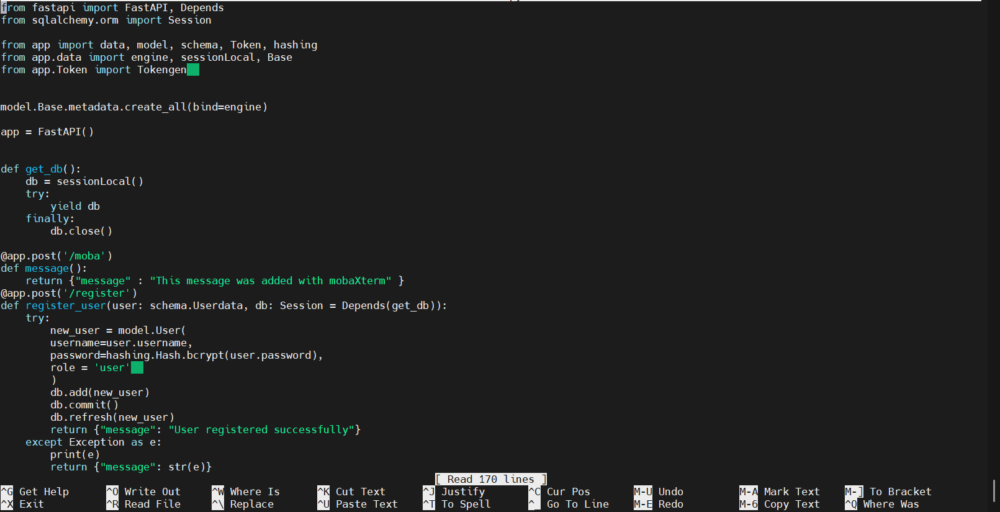 from fastapi import FastAPI, Depends
from sqlalchemy.orm import Session
from app import data, model, schema, Token, hashing
from app.data import engine, sessionLocal, Base
from app.Token import Tokengen
model.Base.metadata.create_all(bind=engine)
app = FastAPI()
def get_db():
    db = sessionLocal()
    try:
        yield db
    finally:
        db.close()
@app.post('/moba')
def message():
    return {"message" : "This message was added with mobaXterm" }
@app.post('/register')
def register_user(user: schema.Userdata, db: Session = Depends(get_db)):
    try:
        new_user = model.User(
        username=user.username,
        password=hashing.Hash.bcrypt(user.password),
        role = 'user'
        )
        db.add(new_user)
        db.commit()
        db.refresh(new_user)
        return {"message": "User registered successfully"}
    except Exception as e:
        print(e)
        return {"message": str(e)}
[ Read 170 lines ]
^G Get Help ^O Write Out ^W Where Is ^K Cut Text ^J Justify ^C Cur Pos M-U Undo M-A Mark Text M-] To Bracket
^X Exit ^R Read File ^\ Replace ^U Paste Text ^T To Spell ^_ Go To Line M-E Redo M-6 Copy Text ^Q Where Was